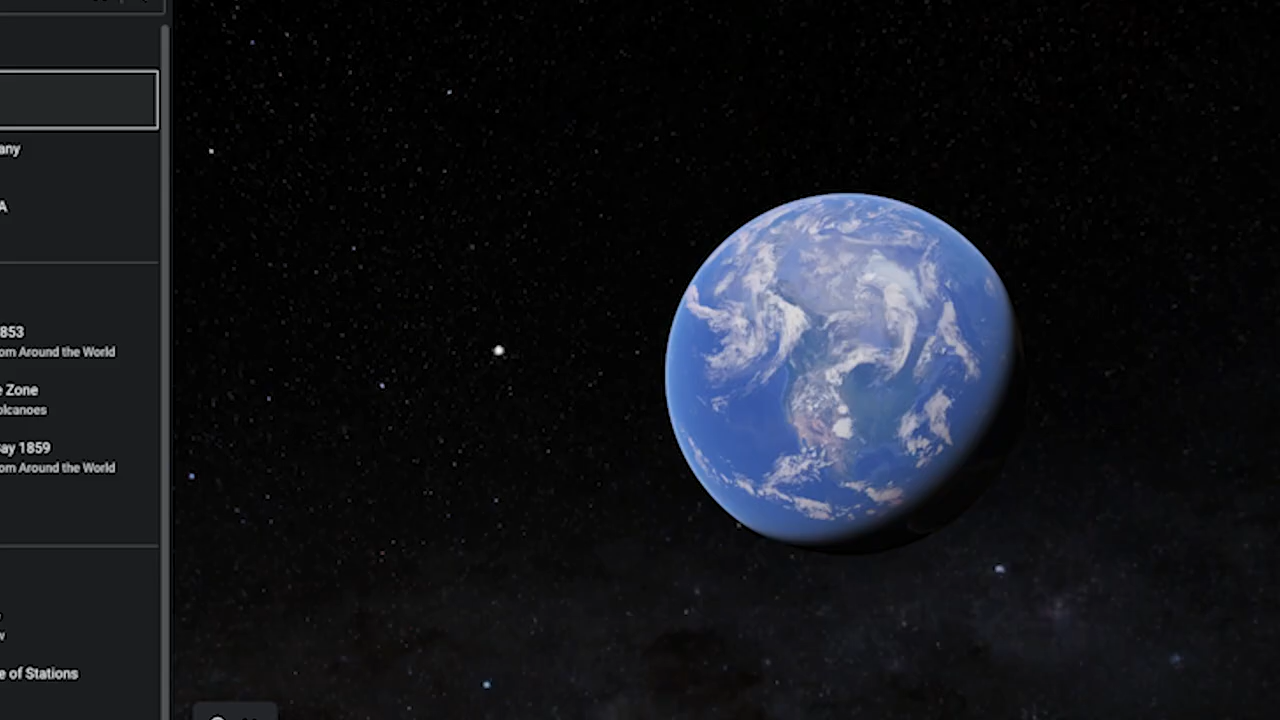 any
A
853
om Around the World
e Zone
olcanoes
ay 1859
om Around the World
w
e of Stations